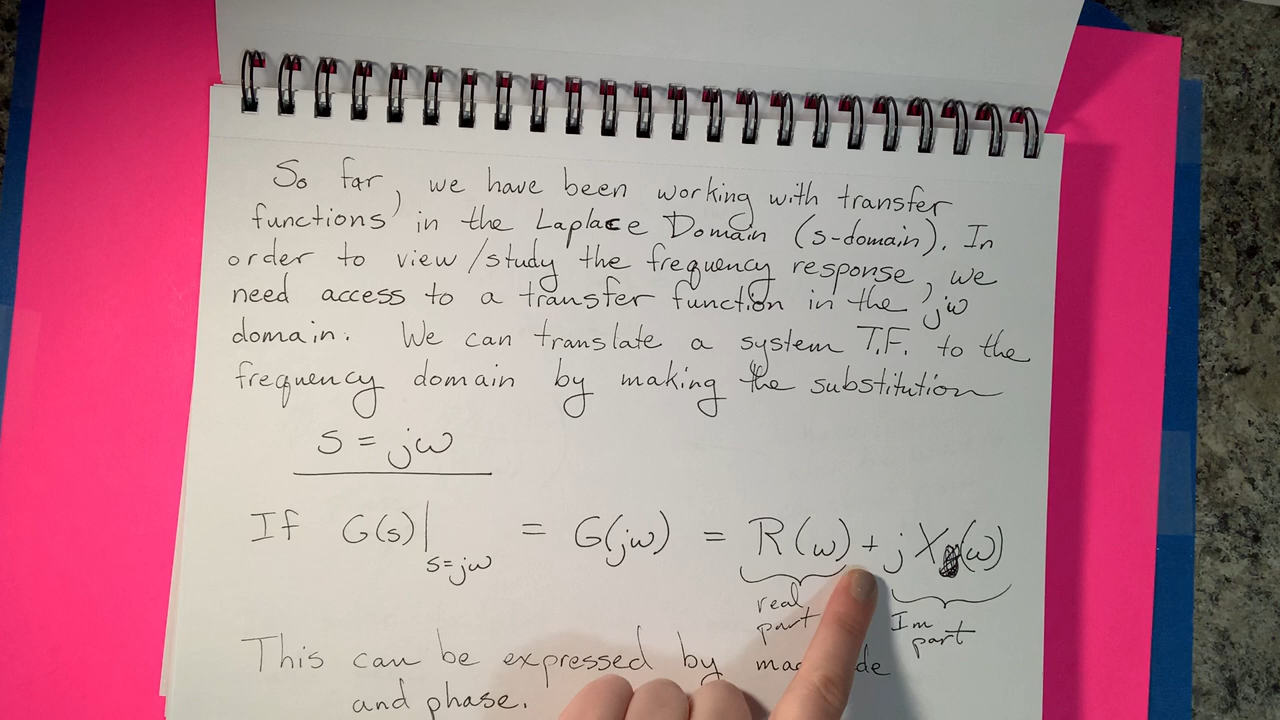 So far, we have been working with transfer
functions in the Laplace Domain (s-domain). In
order to view/study the frequency response, we
need access to a transfer function in the jω
domain. We can translate a system T.F. to the
frequency domain by making the substitution
s = jω
If G(s)|s=jω = G(jω) = R(ω) + jX(ω)
real part
Im part
This can be expressed by
and phase.